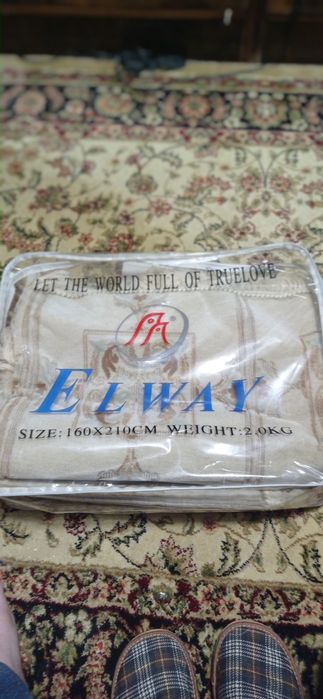 LET THE WORLD FULL OF TRUELOVE
ELWAY
SIZE: 160X210CM WEIGHT:2.0KG